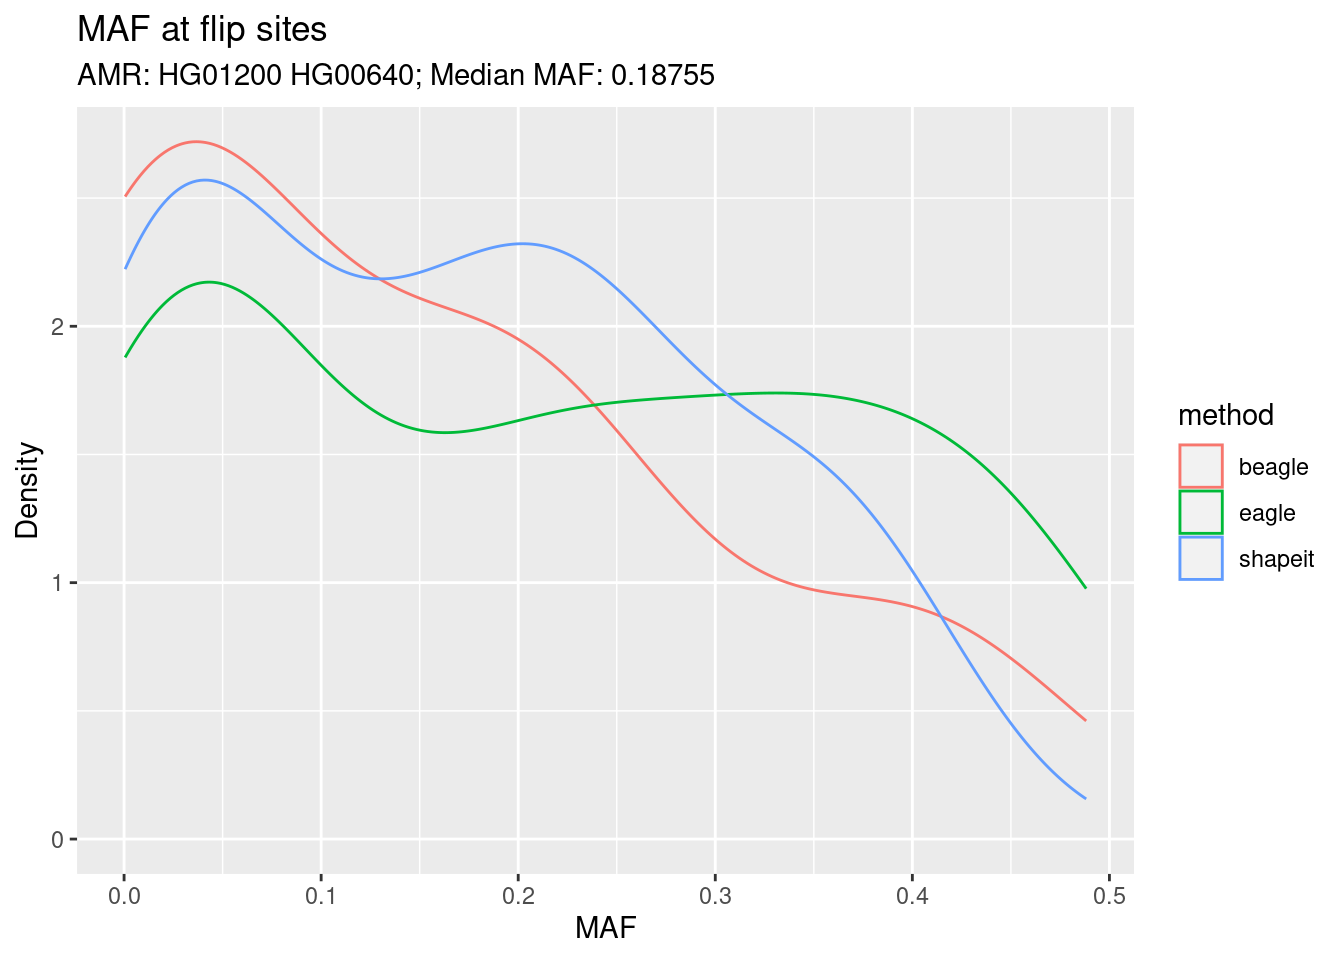 MAF at flip sites
AMR: HG01200 HG00640; Median MAF: 0.18755
Density
2
1
0
0.0 0.1 0.2 0.3 0.4 0.5
MAF
method
beagle
eagle
shapeit